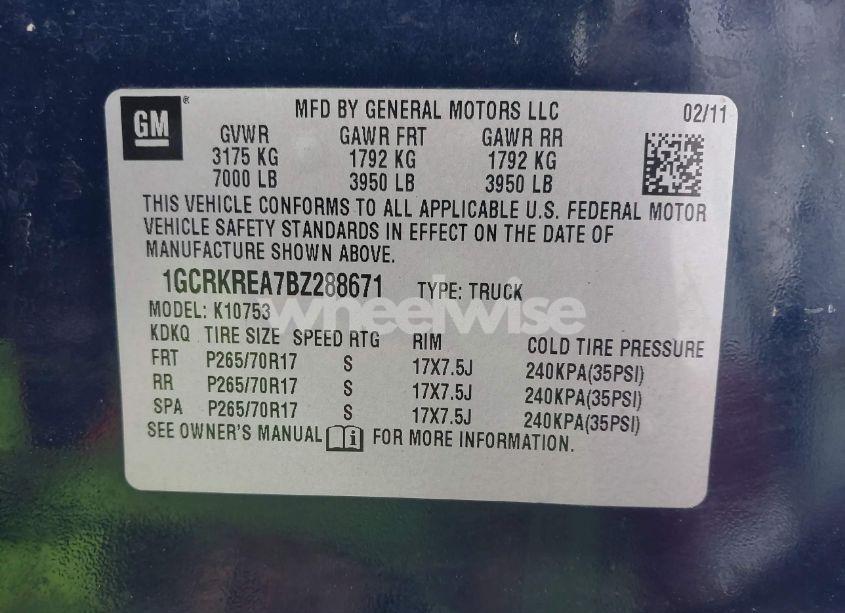 GM®
MFD BY GENERAL MOTORS LLC 02/11
GVWR GAWR FRT GAWR RR
3175 KG 1792 KG 1792 KG
7000 LB 3950 LB 3950 LB
THIS VEHICLE CONFORMS TO ALL APPLICABLE U.S. FEDERAL MOTOR
VEHICLE SAFETY STANDARDS IN EFFECT ON THE DATE OF
MANUFACTURE SHOWN ABOVE.
1GCRKREA7BZ288671 TYPE: TRUCK
MODEL: K10753
wheelwise
KDKQ TIRE SIZE SPEED RTG RIM COLD TIRE PRESSURE
FRT P265/70R17 S 17X7.5J 240KPA(35PSI)
RR P265/70R17 S 17X7.5J 240KPA(35PSI)
SPA P265/70R17 S 17X7.5J 240KPA(35PSI)
SEE OWNER'S MANUAL FOR MORE INFORMATION.